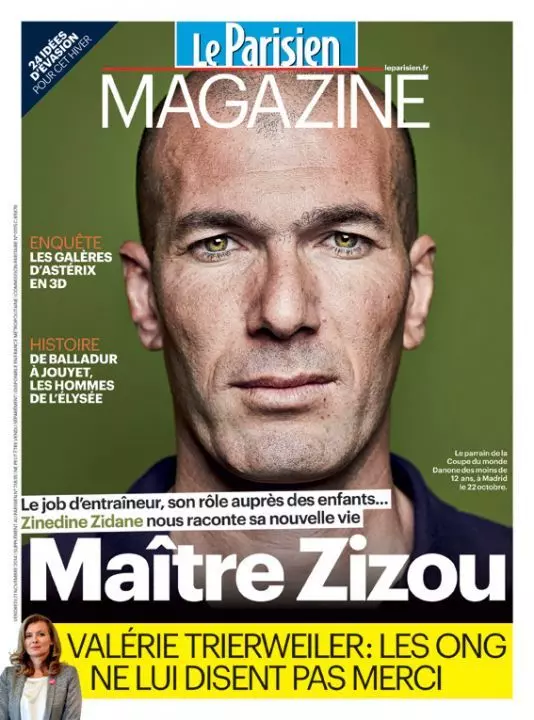 24 IDÉES
D'ÉVASION
POUR CET HIVER
Le Parisien
leparisien.fr
MAGAZINE
ENQUÊTE
LES GALÈRES
D'ASTÉRIX
EN 3D
HISTOIRE
DE BALLADUR
À JOUYET,
LES HOMMES
DE L'ÉLYSÉE
Le parrain de la
Coupe du monde
Danone des moins de
12 ans, à Madrid
le 22 octobre.
Le job d'entraîneur, son rôle auprès des enfants...
Zinedine Zidane nous raconte sa nouvelle vie
Maître Zizou
VALÉRIE TRIERWEILER: LES ONG
NE LUI DISENT PAS MERCI